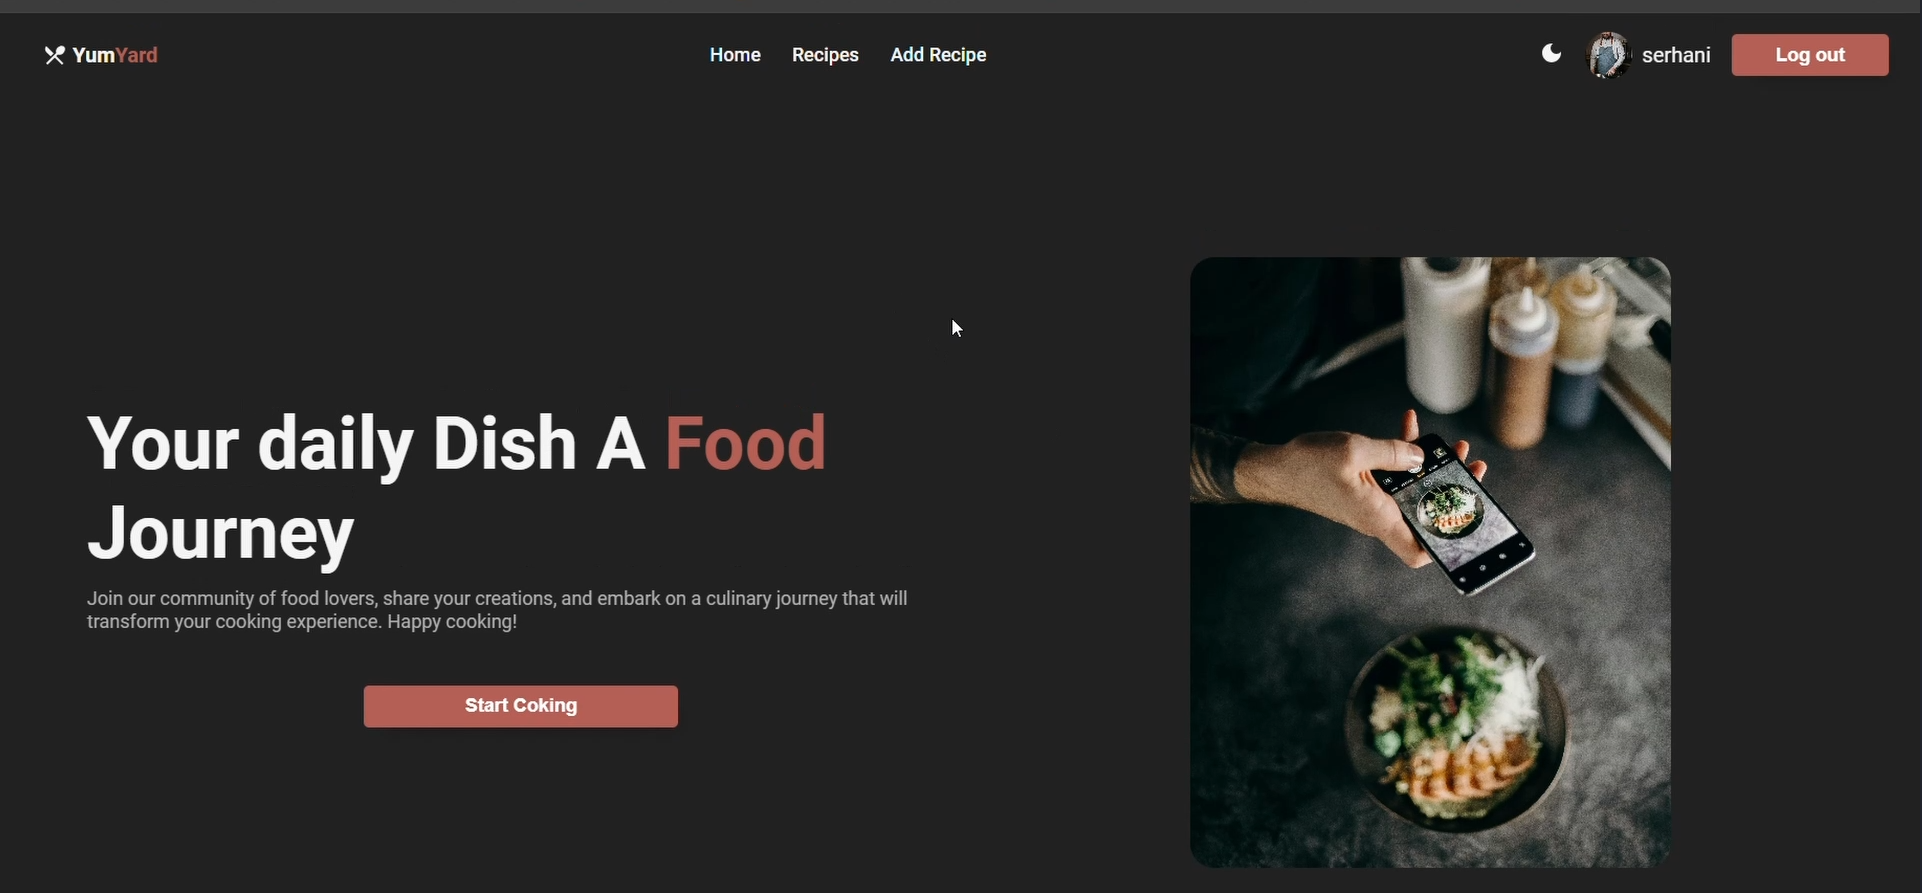 YumYard
Home Recipes Add Recipe
serhani
Log out
Your daily Dish A Food
Journey
Join our community of food lovers, share your creations, and embark on a culinary journey that will
transform your cooking experience. Happy cooking!
Start Coking